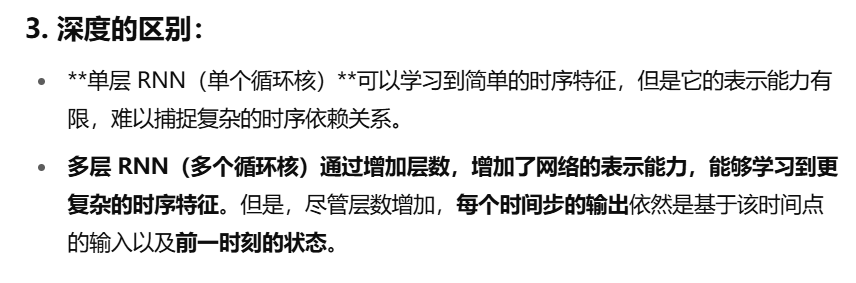 3. 深度的区别：
**单层 RNN（单个循环核）**可以学习到简单的时序特征，但是它的表示能力有
限，难以捕捉复杂的时序依赖关系。
多层 RNN（多个循环核）通过增加层数，增加了网络的表示能力，能够学习到更
复杂的时序特征。但是，尽管层数增加，每个时间步的输出依然是基于该时间点
的输入以及前一时刻的状态。